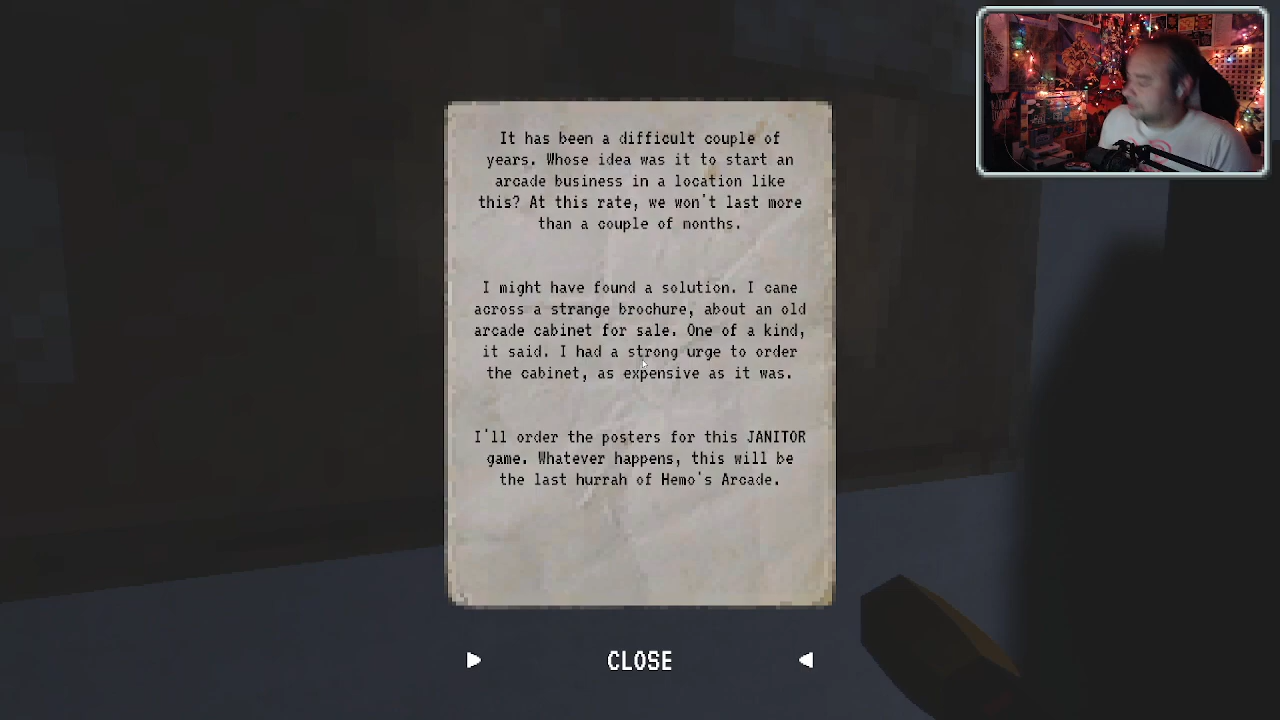 It has been a difficult couple of
years. Whose idea was it to start an
arcade business in a location like
this? At this rate, we won't last more
than a couple of months.
I might have found a solution. I came
across a strange brochure, about an old
arcade cabinet for sale. One of a kind,
it said. I had a strong urge to order
the cabinet, as expensive as it was.
I'll order the posters for this JANITOR
game. Whatever happens, this will be
the last hurrah of Hemo's Arcade.
CLOSE